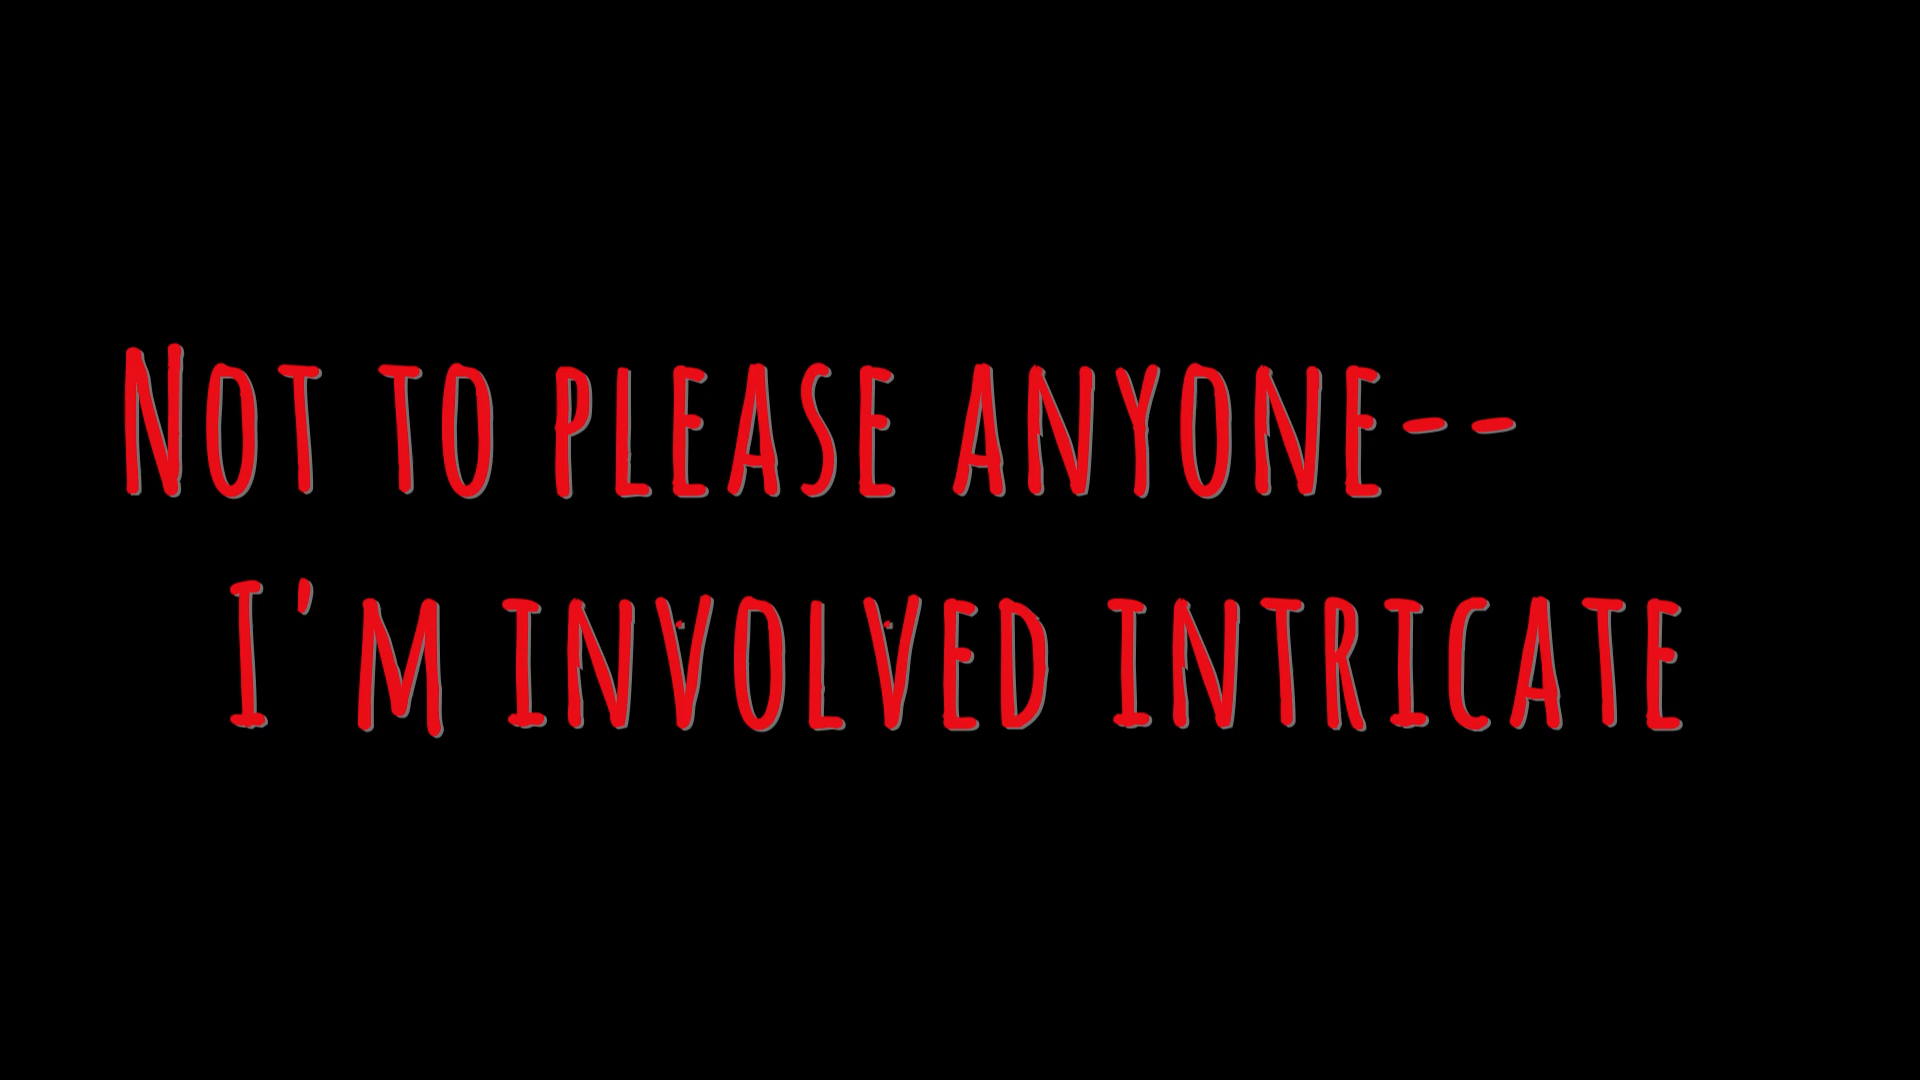 Not to please anyone--
I'm involved intricate